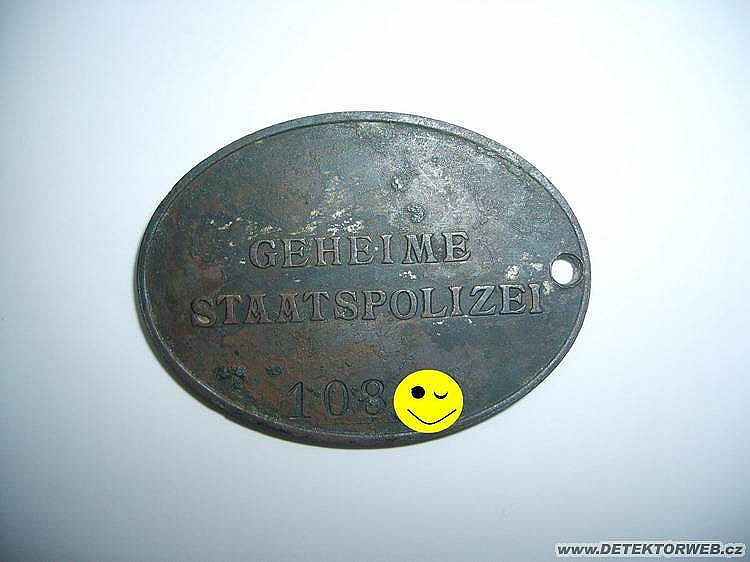 GEHEIME
STAATSPOLIZEI
108
www.DETEKTORWEB.cz